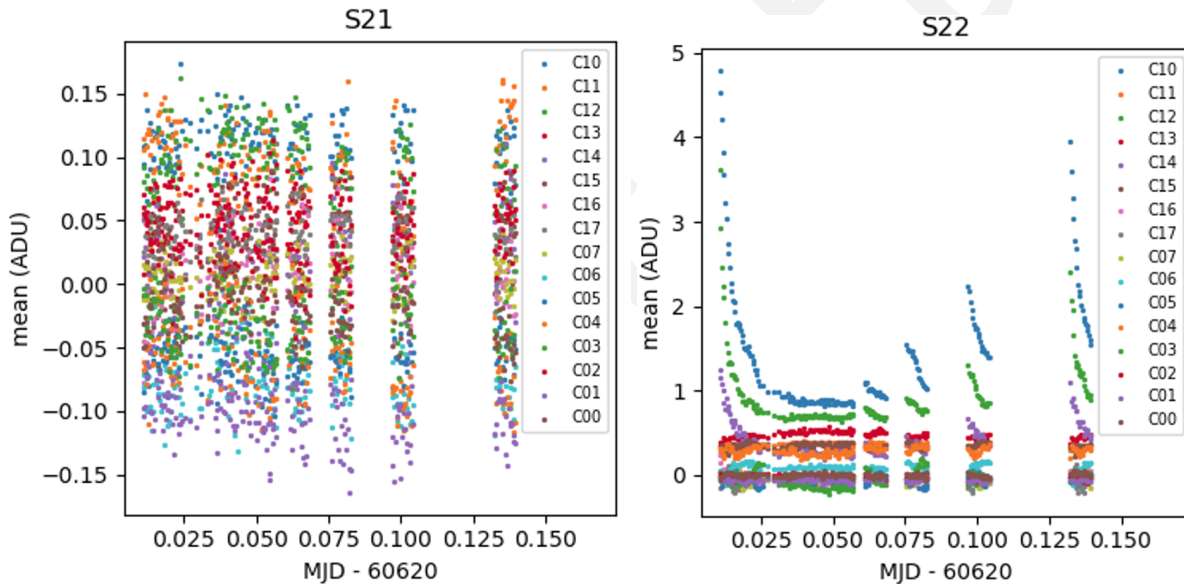 S21
mean (ADU)
0.15
0.10
0.05
0.00
−0.05
−0.10
−0.15
0.025 0.050 0.075 0.100 0.125 0.150
MJD - 60620
C10
C11
C12
C13
C14
C15
C16
C17
C07
C06
C05
C04
C03
C02
C01
C00
S22
mean (ADU)
5
4
3
2
1
0
0.025 0.050 0.075 0.100 0.125 0.150
MJD - 60620
C10
C11
C12
C13
C14
C15
C16
C17
C07
C06
C05
C04
C03
C02
C01
C00